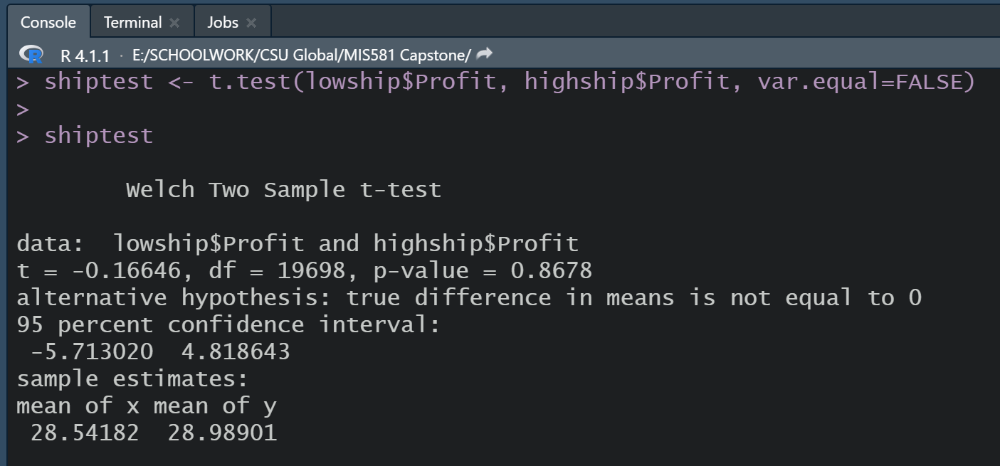 Console Terminal × Jobs ×
R R 4.1.1 · E:/SCHOOLWORK/CSU Global/MIS581 Capstone/
> shiptest <- t.test(lowship$Profit, highship$Profit, var.equal=FALSE)
>
> shiptest
Welch Two Sample t-test
data:  lowship$Profit and highship$Profit
t = -0.16646, df = 19698, p-value = 0.8678
alternative hypothesis: true difference in means is not equal to 0
95 percent confidence interval:
 -5.713020  4.818643
sample estimates:
mean of x mean of y
 28.54182  28.98901